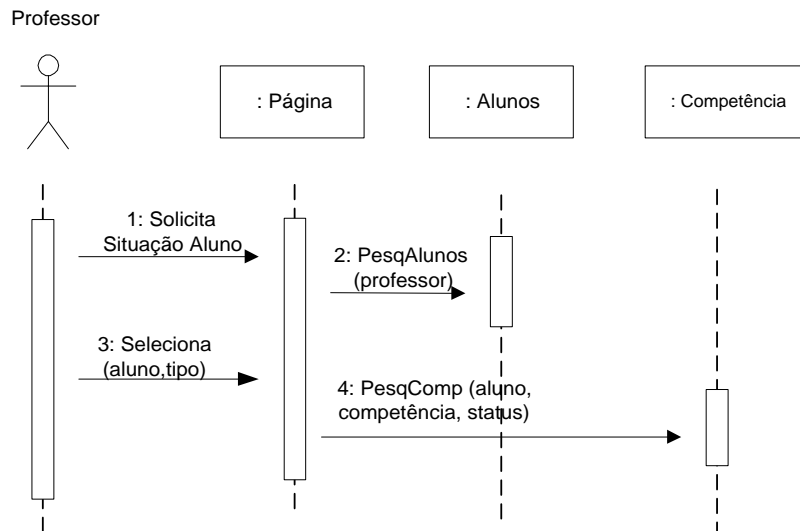 Professor
: Página
: Alunos
: Competência
1: Solicita
Situação Aluno
2: PesqAlunos
(professor)
3: Seleciona
(aluno,tipo)
4: PesqComp (aluno,
competência, status)